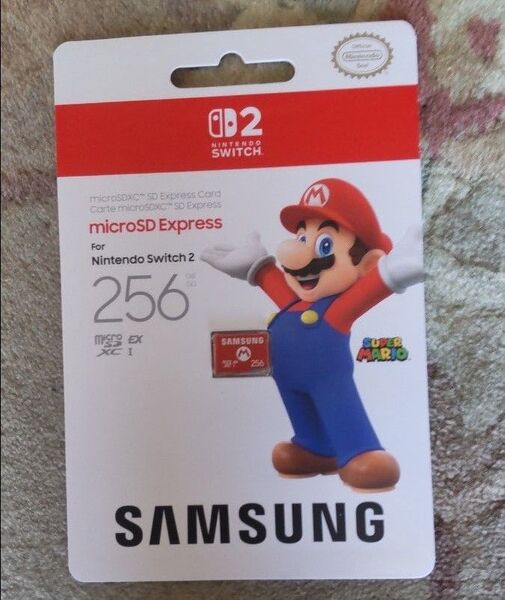 Official
Nintendo
Seal
2
NINTENDO
SWITCH
microSDXC™ SD Express Card
Carte microSDXC™ SD Express
microSD Express
For
Nintendo Switch 2
256 GB
GO
micro
SD EX
XC I
M
SAMSUNG
M
256
SUPER
MARIO
SAMSUNG